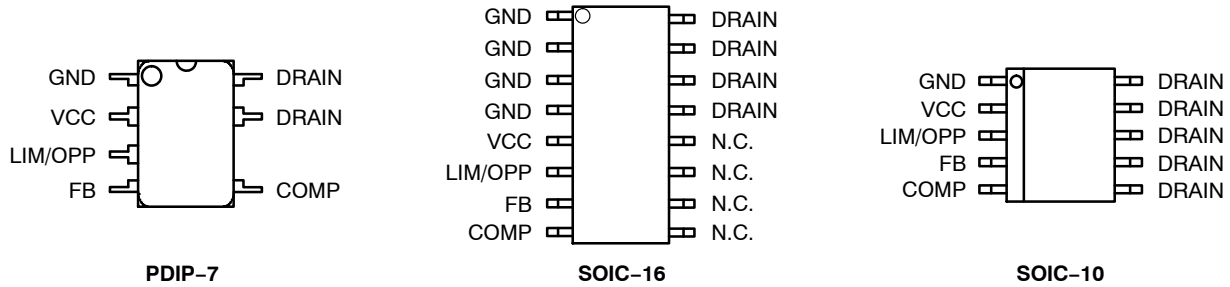 GND
VCC
LIM/OPP
FB
DRAIN
DRAIN
COMP
PDIP−7
GND
GND
GND
GND
VCC
LIM/OPP
FB
COMP
DRAIN
DRAIN
DRAIN
DRAIN
N.C.
N.C.
N.C.
N.C.
SOIC−16
GND
VCC
LIM/OPP
FB
COMP
DRAIN
DRAIN
DRAIN
DRAIN
DRAIN
SOIC−10